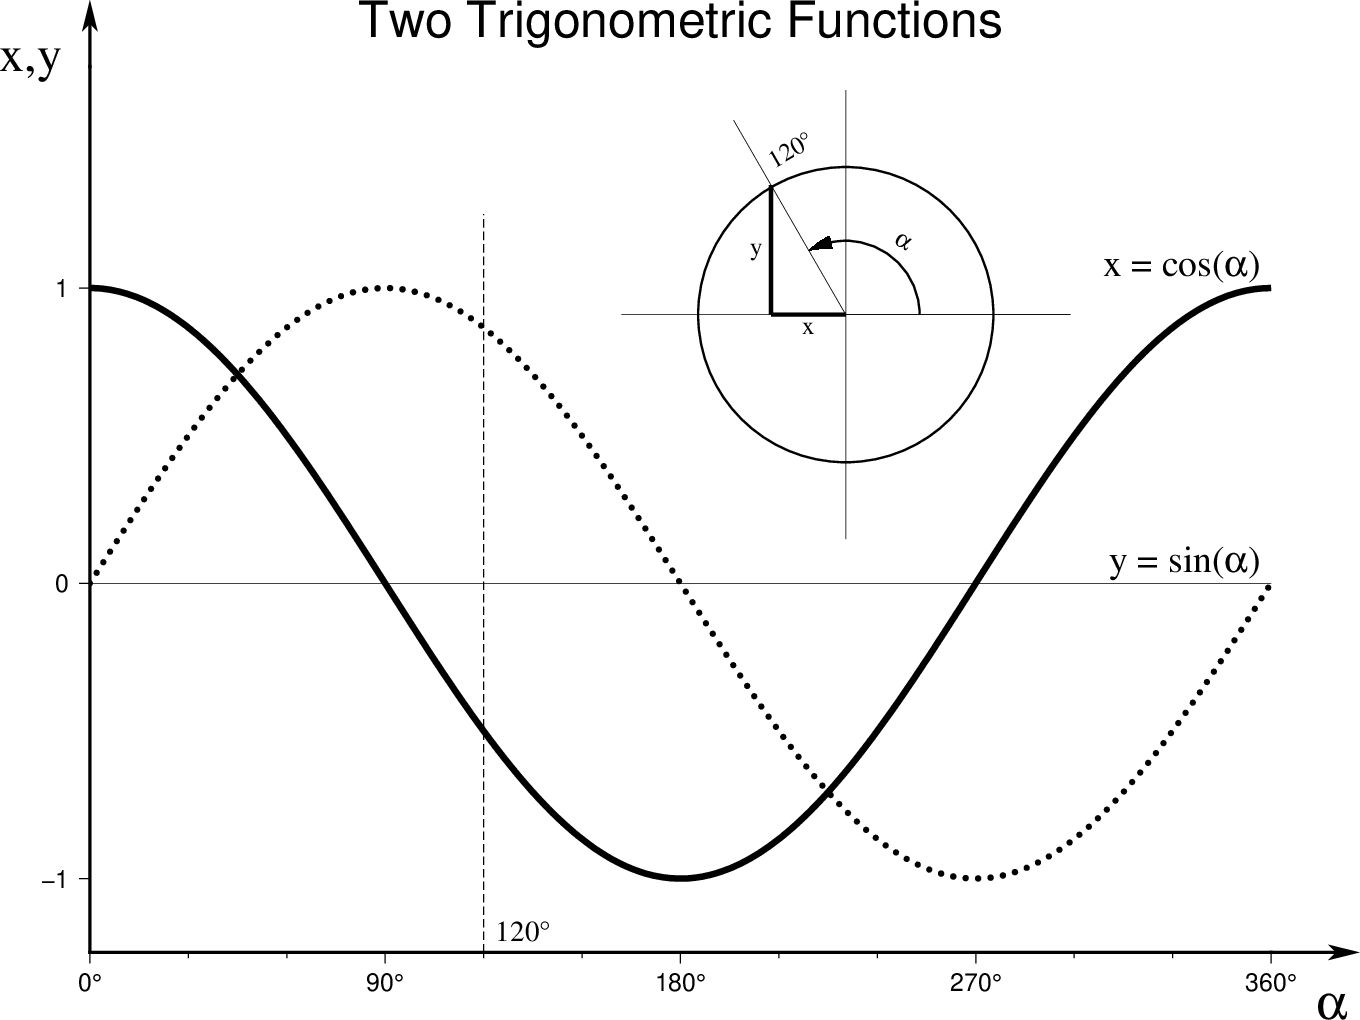 Two Trigonometric Functions
x,y
120°
α
y
x
x = cos(α)
1
y = sin(α)
0
−1
120°
0° 90° 180° 270° 360°
α